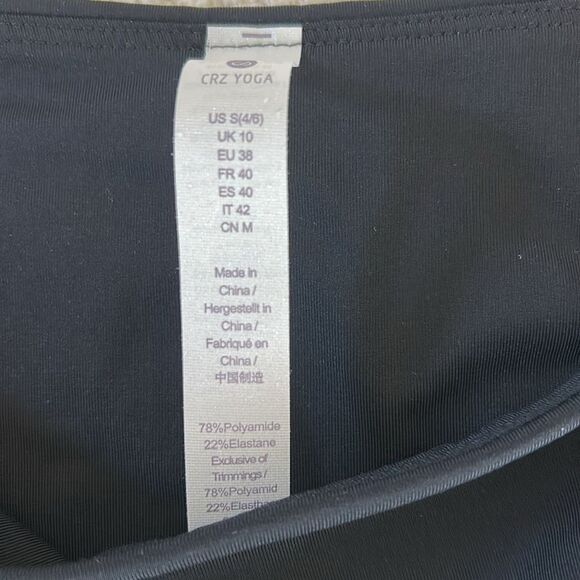 CRZ YOGA
US S(4/6)
UK 10
EU 38
FR 40
ES 40
IT 42
CN M
Made in
China /
Hergestellt in
China /
Fabriqué en
China /
中国制造
78%Polyamide
22%Elastane
Exclusive of
Trimmings /
78%Polyamid